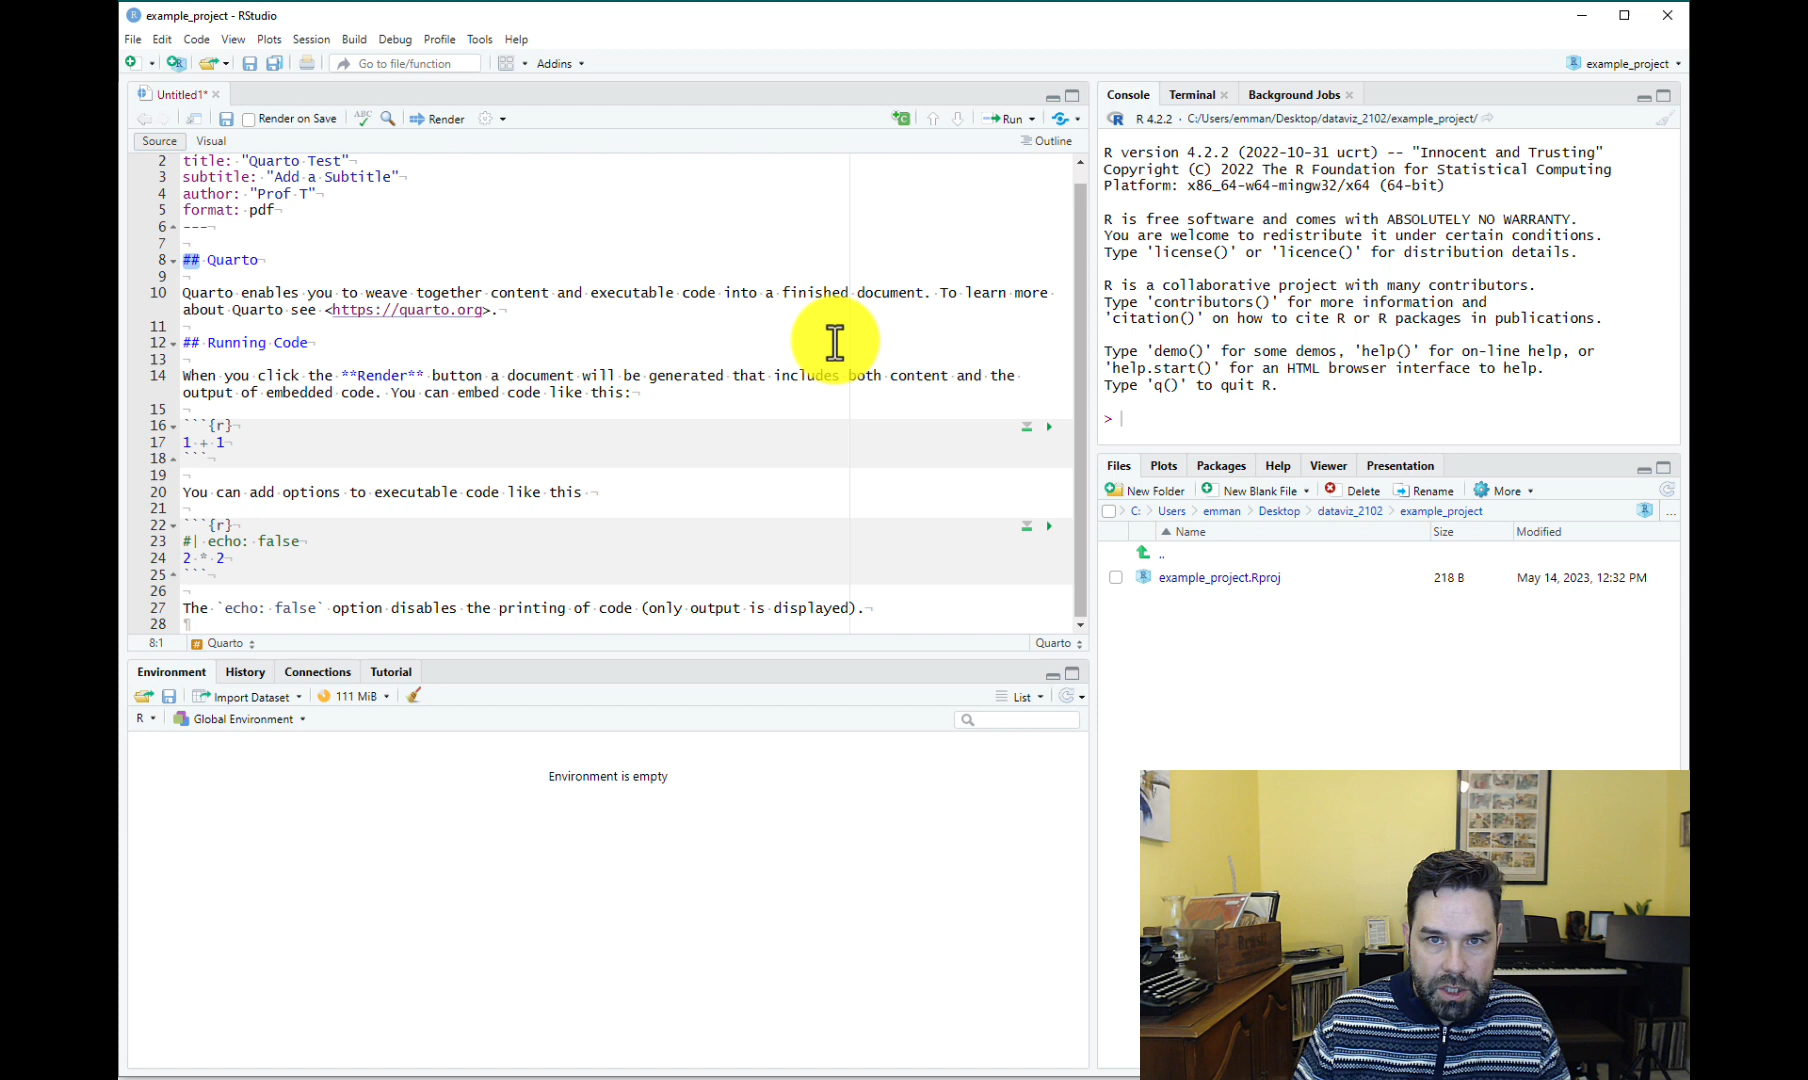 example_project - RStudio
File Edit Code View Plots Session Build Debug Profile Tools Help
Go to file/function Addins example_project
Untitled1*
Render on Save Render Run
Source Visual Outline
2 title: "Quarto Test"
3 subtitle: "Add a Subtitle"
4 author: "Prof T"
5 format: pdf
6 ---
7
8 ## Quarto
9
10 Quarto enables you to weave together content and executable code into a finished document. To learn more
about Quarto see <https://quarto.org>.
11
12 ## Running Code
13
14 When you click the **Render** button a document will be generated that includes both content and the
output of embedded code. You can embed code like this:
15
16 ```{r}
17 1 + 1
18 ```
19
20 You can add options to executable code like this
21
22 ```{r}
23 #| echo: false
24 2 * 2
25 ```
26
27 The `echo: false` option disables the printing of code (only output is displayed).
28
8:1 # Quarto Quarto
Environment History Connections Tutorial
Import Dataset 111 MiB List
R Global Environment
Environment is empty
Console Terminal Background Jobs
R 4.2.2 · C:/Users/emman/Desktop/dataviz_2102/example_project/
R version 4.2.2 (2022-10-31 ucrt) -- "Innocent and Trusting"
Copyright (C) 2022 The R Foundation for Statistical Computing
Platform: x86_64-w64-mingw32/x64 (64-bit)
R is free software and comes with ABSOLUTELY NO WARRANTY.
You are welcome to redistribute it under certain conditions.
Type 'license()' or 'licence()' for distribution details.
R is a collaborative project with many contributors.
Type 'contributors()' for more information and
'citation()' on how to cite R or R packages in publications.
Type 'demo()' for some demos, 'help()' for on-line help, or
'help.start()' for an HTML browser interface to help.
Type 'q()' to quit R.
>
Files Plots Packages Help Viewer Presentation
New Folder New Blank File Delete Rename More
C: Users emman Desktop dataviz_2102 example_project ...
Name Size Modified
..
example_project.Rproj 218 B May 14, 2023, 12:32 PM